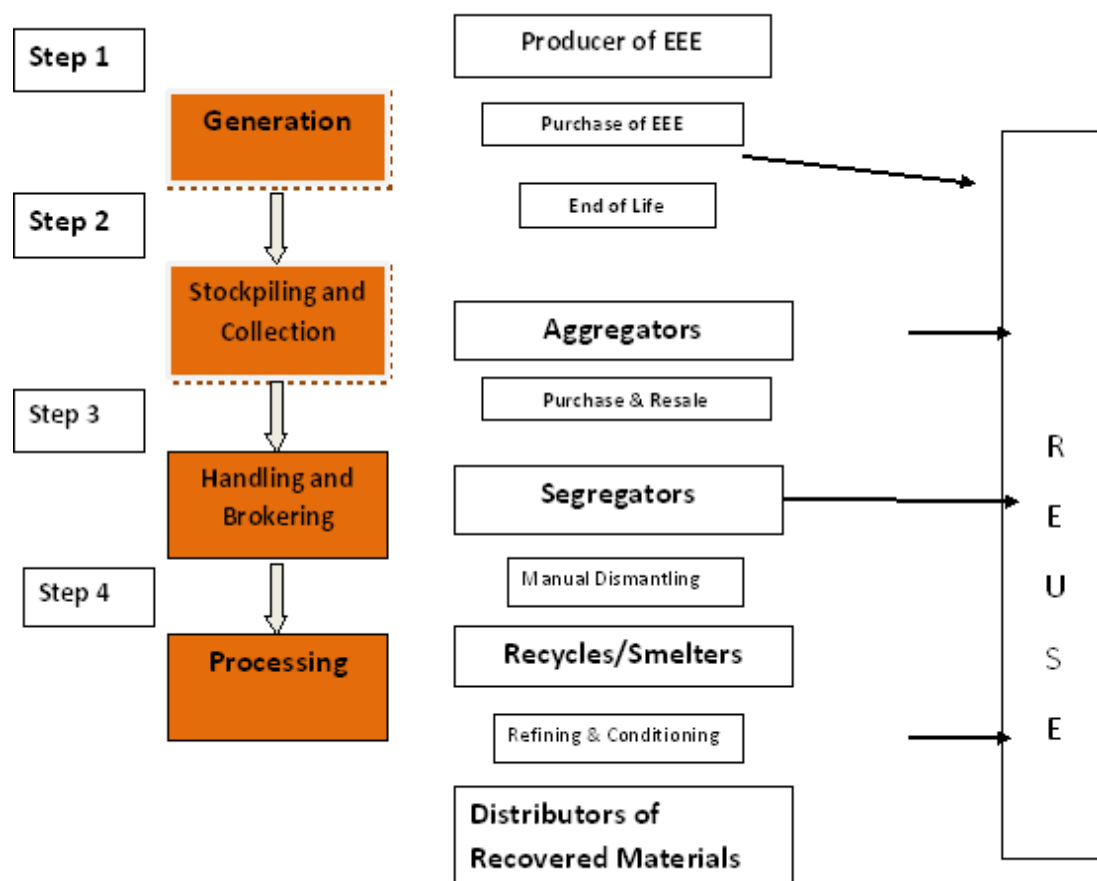 Step 1
Producer of EEE
Generation
Purchase of EEE
End of Life
Step 2
Stockpiling and
Collection
Aggregators
Step 3
Purchase & Resale
Handling and
Brokering
Segregators
Step 4
Manual Dismantling
Processing
Recycles/Smelters
Refining & Conditioning
Distributors of
Recovered Materials
R
E
U
S
E